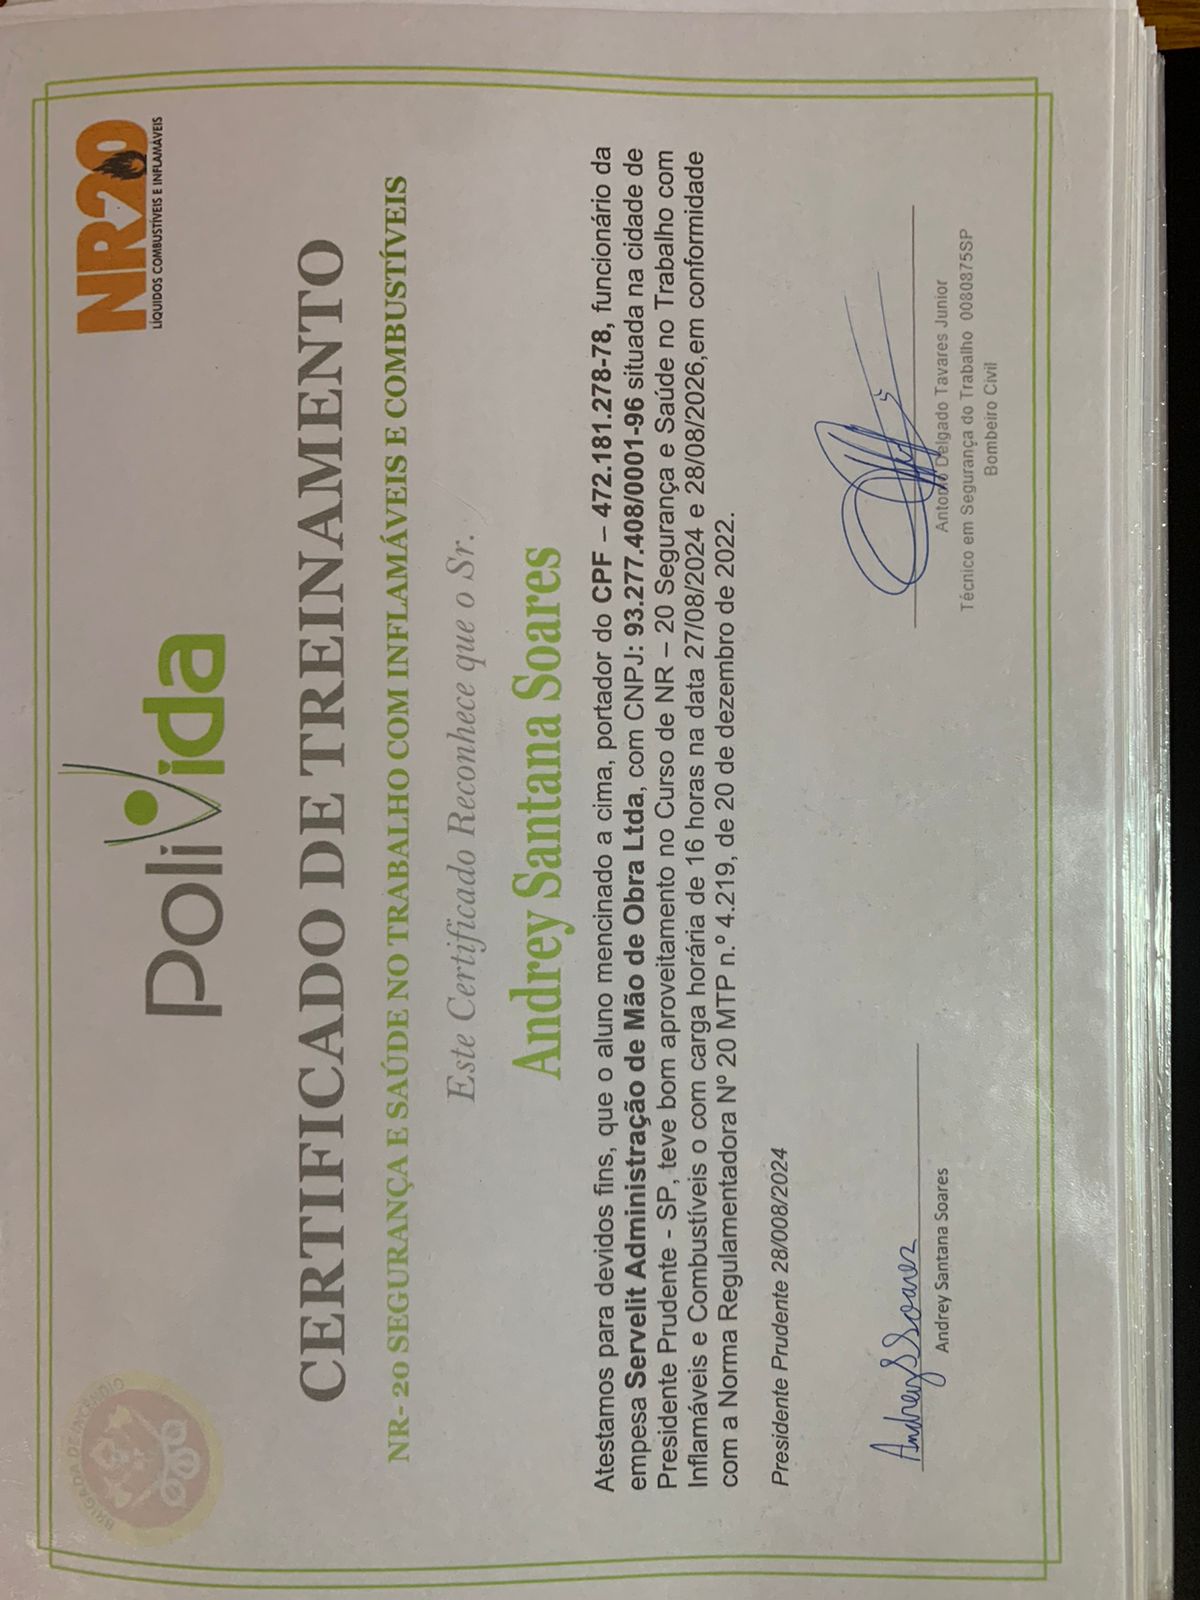 BRIGADA DE INCÊNDIO
poliVida
NR20
LÍQUIDOS COMBUSTÍVEIS E INFLAMÁVEIS
CERTIFICADO DE TREINAMENTO
NR- 20 SEGURANÇA E SAÚDE NO TRABALHO COM INFLAMÁVEIS E COMBUSTÍVEIS
Este Certificado Reconhece que o Sr.
Andrey Santana Soares
Atestamos para devidos fins, que o aluno mencinado a cima, portador do CPF – 472.181.278-78, funcionário da
empesa Servelit Administração de Mão de Obra Ltda, com CNPJ: 93.277.408/0001-96 situada na cidade de
Presidente Prudente - SP, teve bom aproveitamento no Curso de NR – 20 Segurança e Saúde no Trabalho com
Inflamáveis e Combustíveis o com carga horária de 16 horas na data 27/08/2024 e 28/08/2026,em conformidade
com a Norma Regulamentadora Nº 20 MTP n.º 4.219, de 20 de dezembro de 2022.
Presidente Prudente 28/008/2024
Andrey S Soares
Andrey Santana Soares
Antonio Delgado Tavares Junior
Técnico em Segurança do Trabalho 0080875SP
Bombeiro Civil